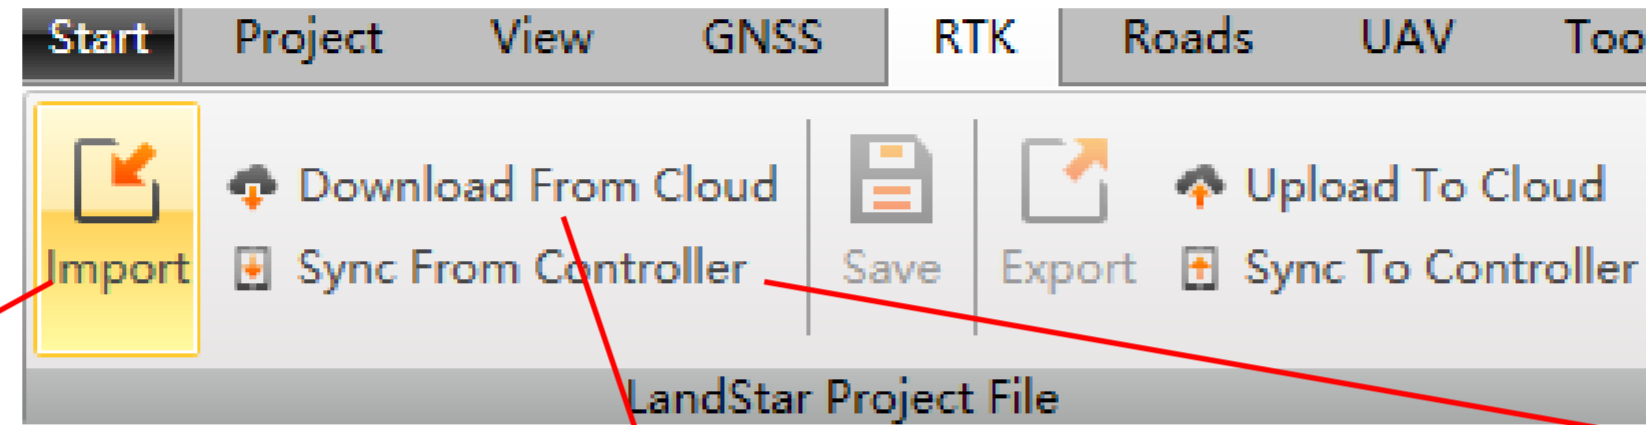 Start Project View GNSS RTK Roads UAV
Download From Cloud Upload To Cloud
Import Sync From Controller Save Export Sync To Controller
LandStar Project File